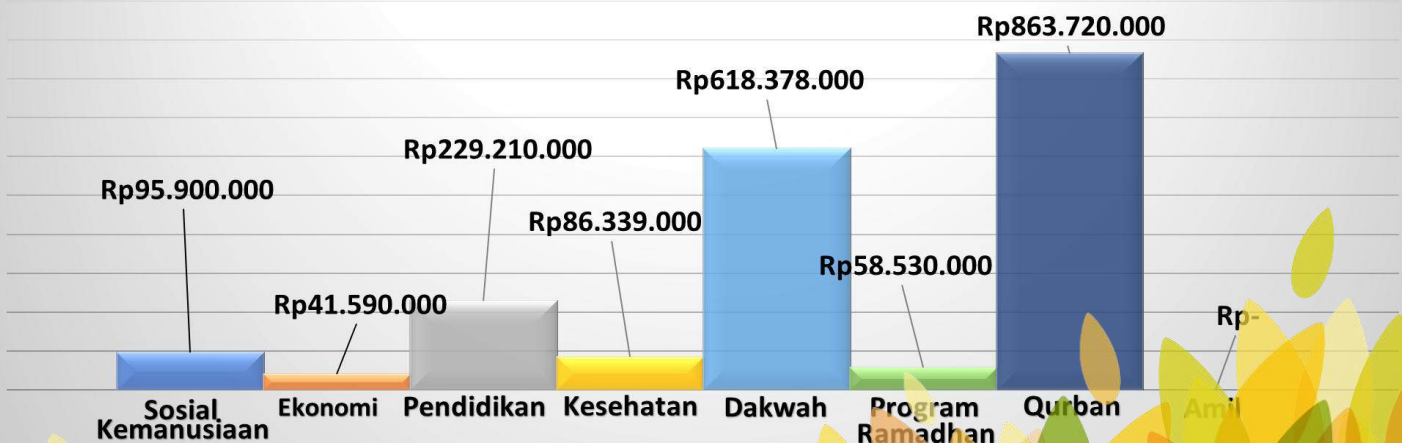 Rp863.720.000
Rp618.378.000
Rp229.210.000
Rp95.900.000
Rp86.339.000
Rp58.530.000
Rp41.590.000
Rp-
Sosial Ekonomi Pendidikan Kesehatan Dakwah Program Qurban Amil
Kemanusiaan Ramadhan